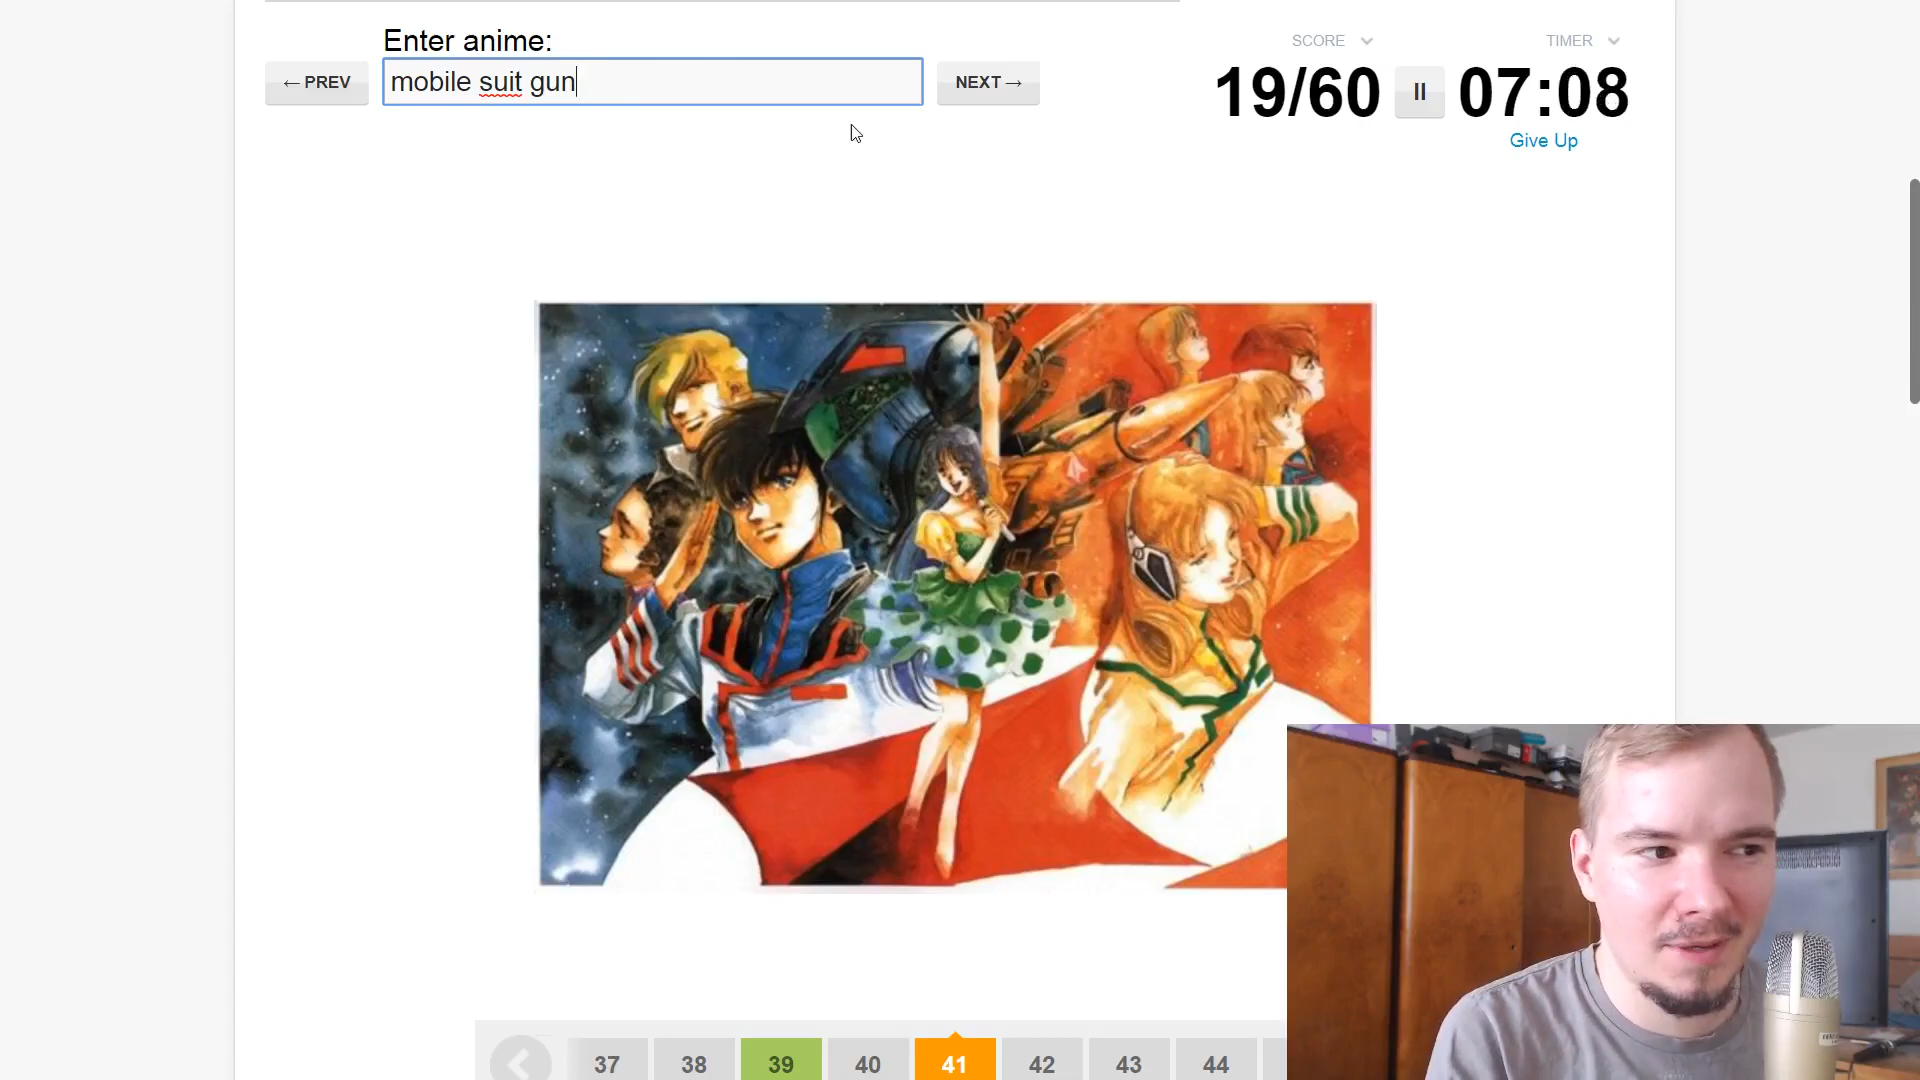 Enter anime:
SCORE
TIMER
← PREV
mobile suit gun
NEXT →
19/60
07:08
Give Up
37
38
39
40
41
42
43
44